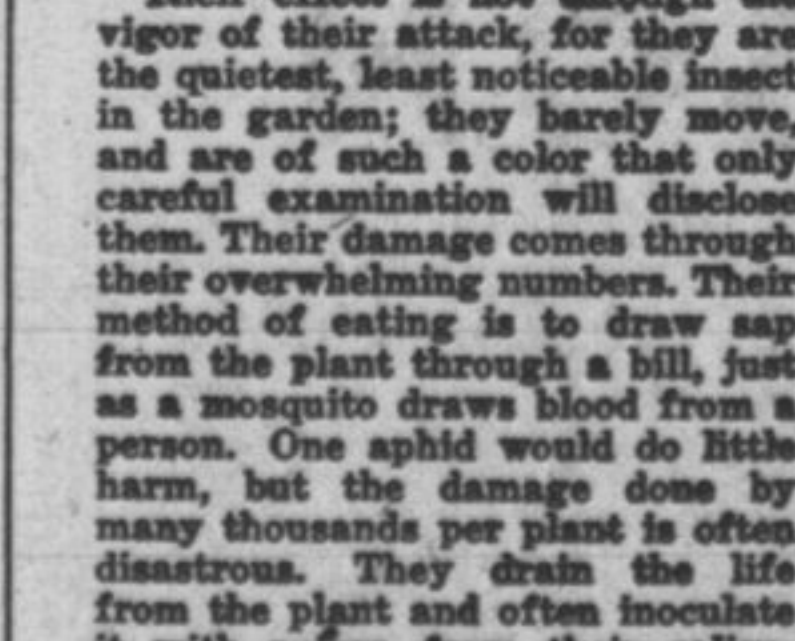 vigor of their attack, for they are
the quietest, least noticeable insect
in the garden; they barely move,
and are of such a color that only
careful examination will disclose
them. Their damage comes through
their overwhelming numbers. Their
method of eating is to draw sap
from the plant through a bill, just
as a mosquito draws blood from a
person. One aphid would do little
harm, but the damage done by
many thousands per plant is often
disastrous. They drain the life
from the plant and often inoculate